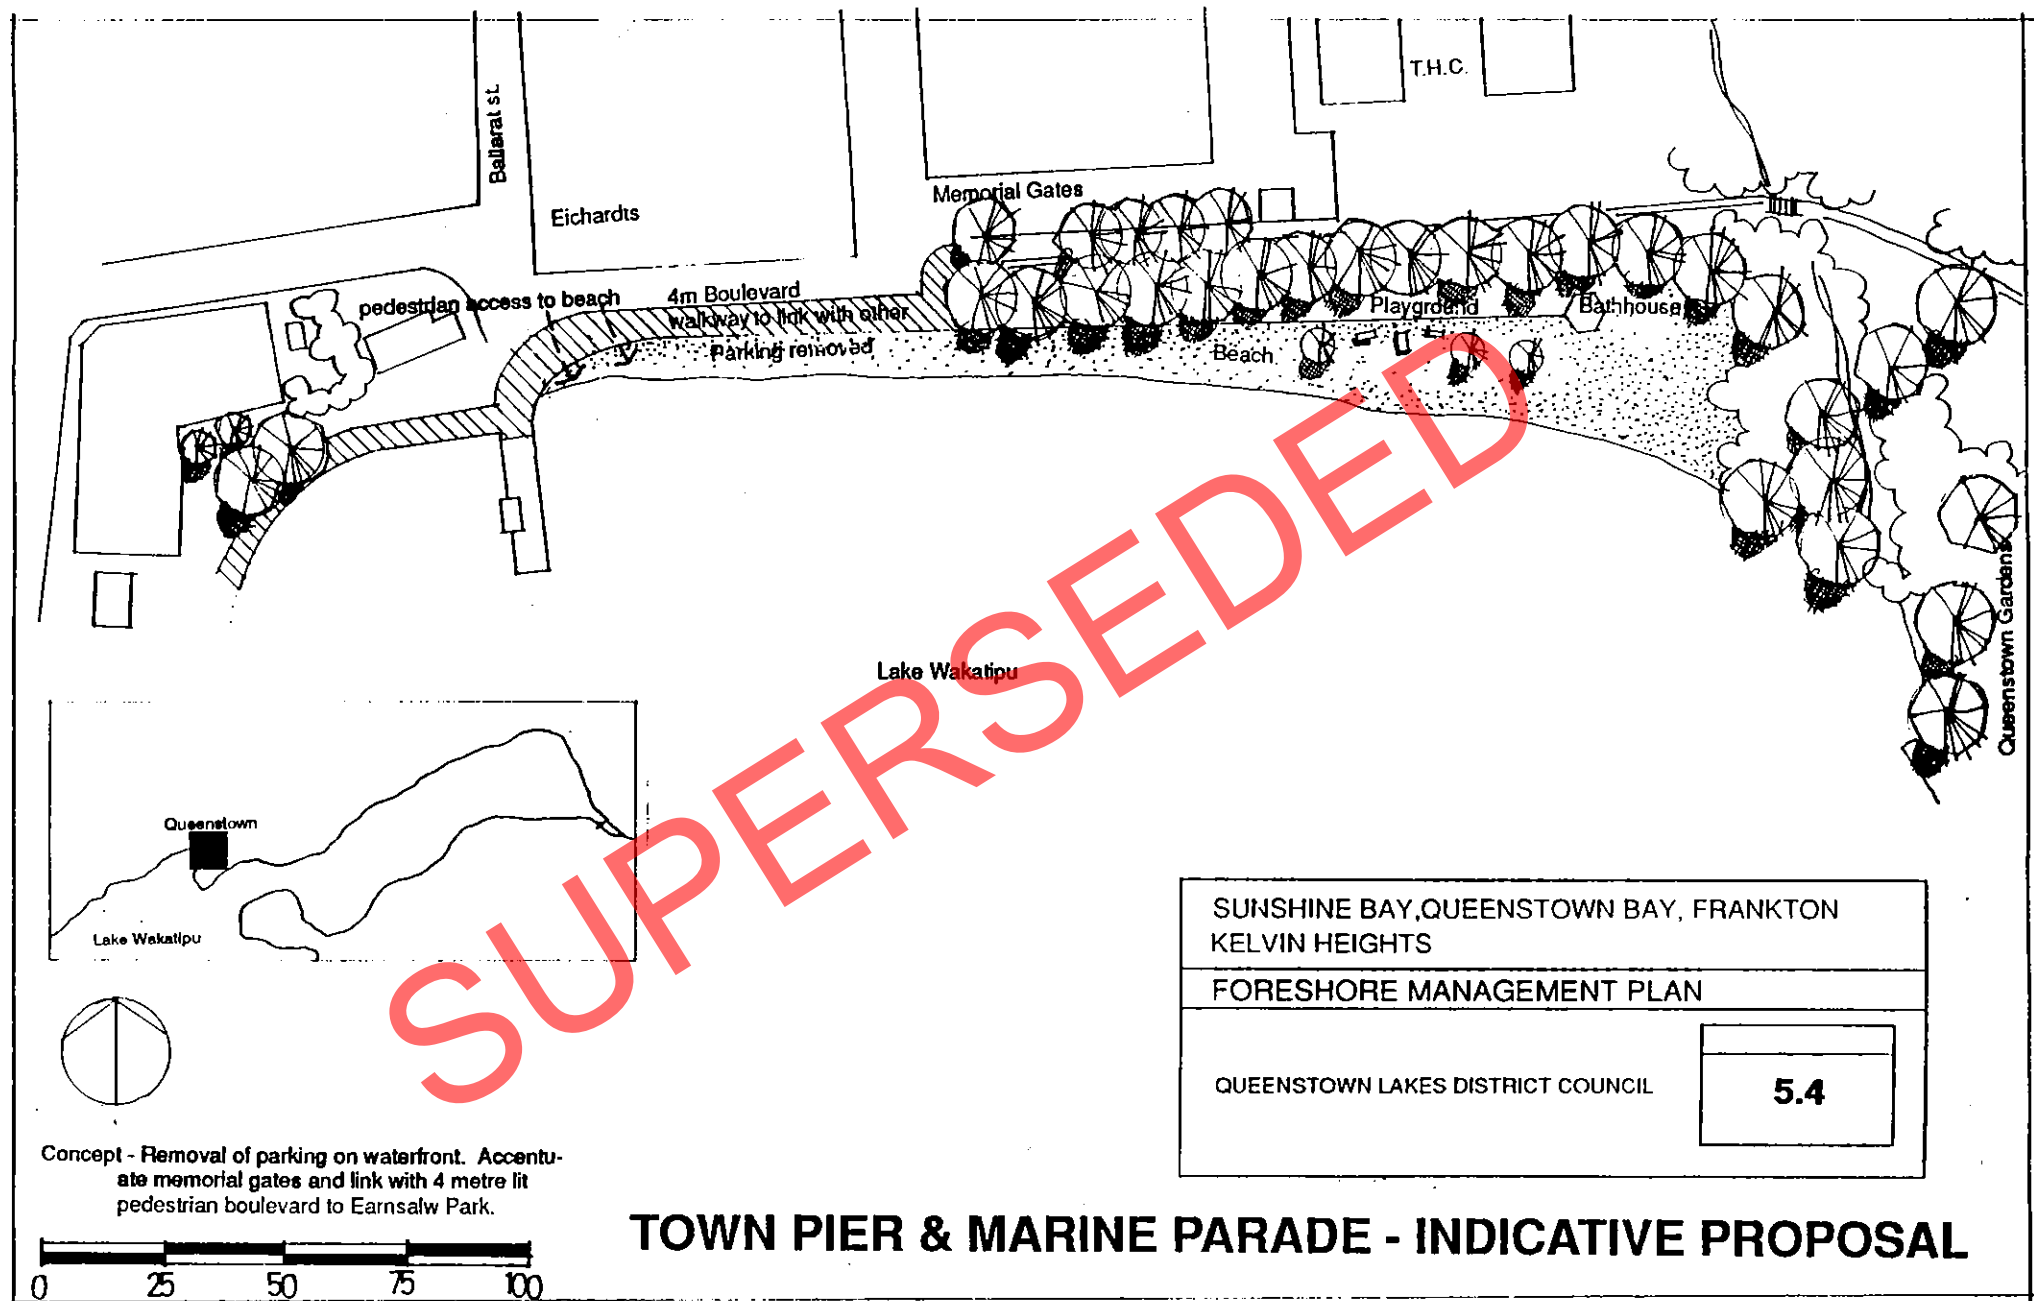 T.H.C.
Ballarat st.
Memorial Gates
Eichardts
pedestrian access to beach
4m Boulevard
walkway to link with other
Parking removed
Playground
Bathhouse
Beach
Queenstown Gardens
Lake Wakatipu
SUPERSEDED
Queenstown
Lake Wakatipu
SUNSHINE BAY,QUEENSTOWN BAY, FRANKTON
KELVIN HEIGHTS
FORESHORE MANAGEMENT PLAN
QUEENSTOWN LAKES DISTRICT COUNCIL
5.4
Concept - Removal of parking on waterfront. Accentu-
ate memorial gates and link with 4 metre lit
pedestrian boulevard to Earnsalw Park.
0 25 50 75 100
TOWN PIER & MARINE PARADE - INDICATIVE PROPOSAL